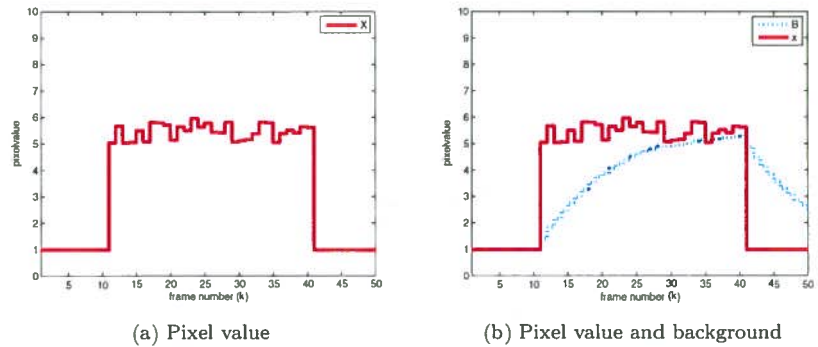 10
9
8
7
6
5
4
3
2
1
0
pixelvalue
X
5 10 15 20 25 30 35 40 45 50
frame number (k)
(a) Pixel value
10
9
8
7
6
5
4
3
2
1
0
pixelvalue
B
x
5 10 15 20 25 30 35 40 45 50
frame number (k)
(b) Pixel value and background